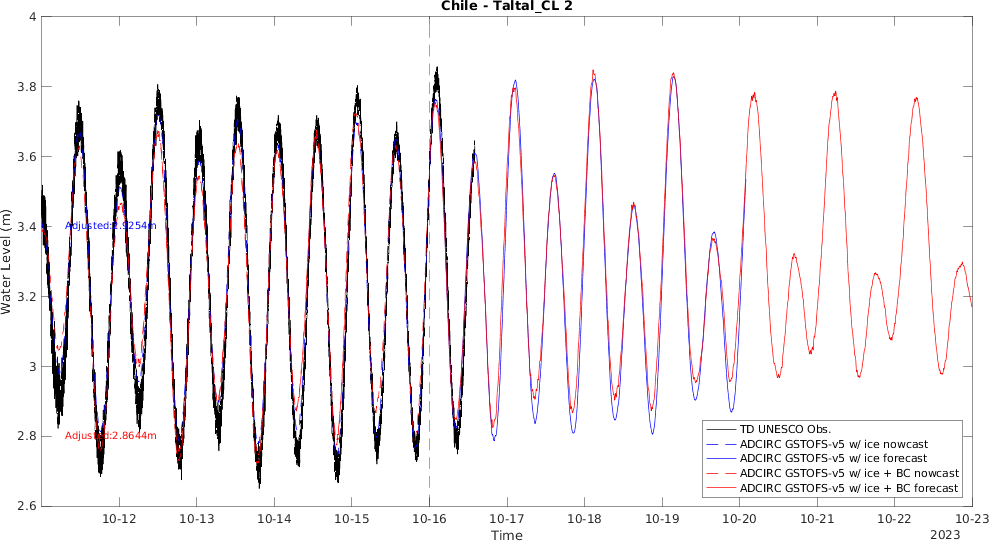 Chile - Taltal_CL 2
Water Level (m)
4
3.8
3.6
3.4
3.2
3
2.8
2.6
Adjusted:2.9254m
Adjusted:2.8644m
TD UNESCO Obs.
ADCIRC GSTOFS-v5 w/ ice nowcast
ADCIRC GSTOFS-v5 w/ ice forecast
ADCIRC GSTOFS-v5 w/ ice + BC nowcast
ADCIRC GSTOFS-v5 w/ ice + BC forecast
10-12 10-13 10-14 10-15 10-16 10-17 10-18 10-19 10-20 10-21 10-22 10-23
Time
2023